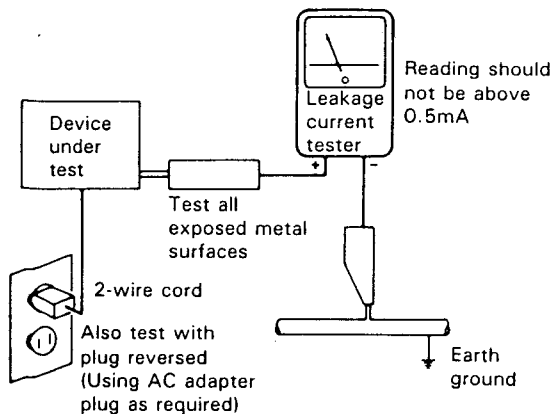 Device
under
test
Leakage
current
tester
+
-
Reading should
not be above
0.5mA
Test all
exposed metal
surfaces
2-wire cord
Also test with
plug reversed
(Using AC adapter
plug as required)
Earth
ground